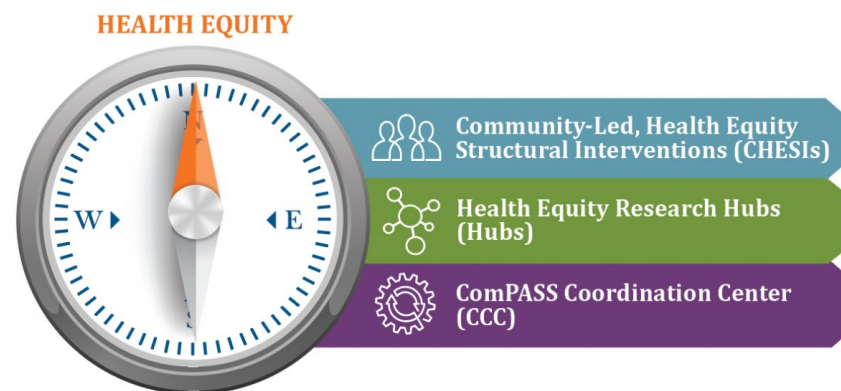 HEALTH EQUITY
N
W
E
S
Community-Led, Health Equity
Structural Interventions (CHESIs)
Health Equity Research Hubs
(Hubs)
ComPASS Coordination Center
(CCC)